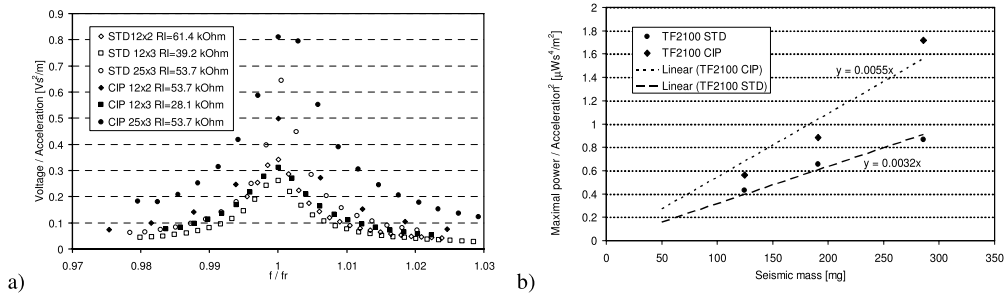 a)
Voltage / Acceleration [Vs²/m]
0.9
0.8
0.7
0.6
0.5
0.4
0.3
0.2
0.1
0
STD12x2 Rl=61.4 kOhm
STD 12x3 Rl=39.2 kOhm
STD 25x3 Rl=53.7 kOhm
CIP 12x2 Rl=53.7 kOhm
CIP 12x3 Rl=28.1 kOhm
CIP 25x3 Rl=53.7 kOhm
0.97 0.98 0.99 1 1.01 1.02 1.03
f / fr
b)
Maximal power / Acceleration² [µWs⁴/m²]
2
1.8
1.6
1.4
1.2
1
0.8
0.6
0.4
0.2
0
TF2100 STD
TF2100 CIP
Linear (TF2100 CIP)
Linear (TF2100 STD)
y = 0.0055x
y = 0.0032x
0 50 100 150 200 250 300 350
Seismic mass [mg]